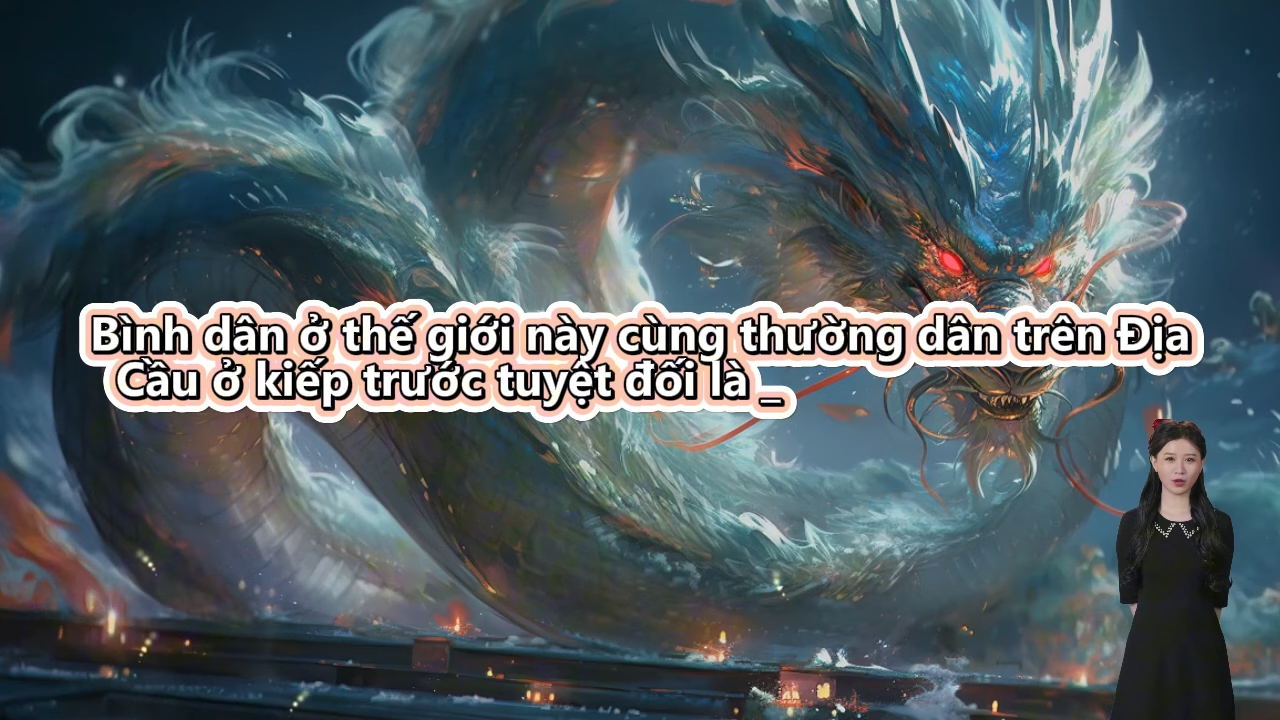 Bình dân ở thế giới này cùng thường dân trên Địa
Cầu ở kiếp trước tuyệt đối là _